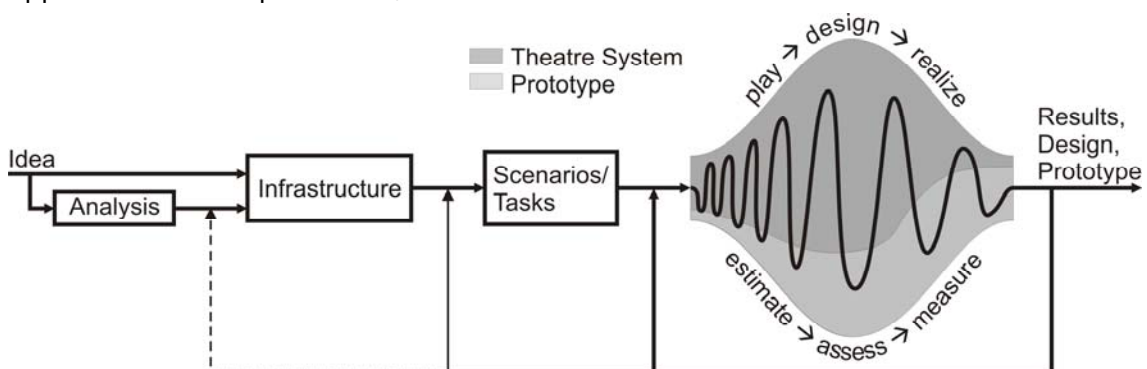 Theatre System
Prototype
play → design → realize
Results,
Design,
Prototype
Idea
Analysis
Infrastructure
Scenarios/
Tasks
estimate → assess → measure